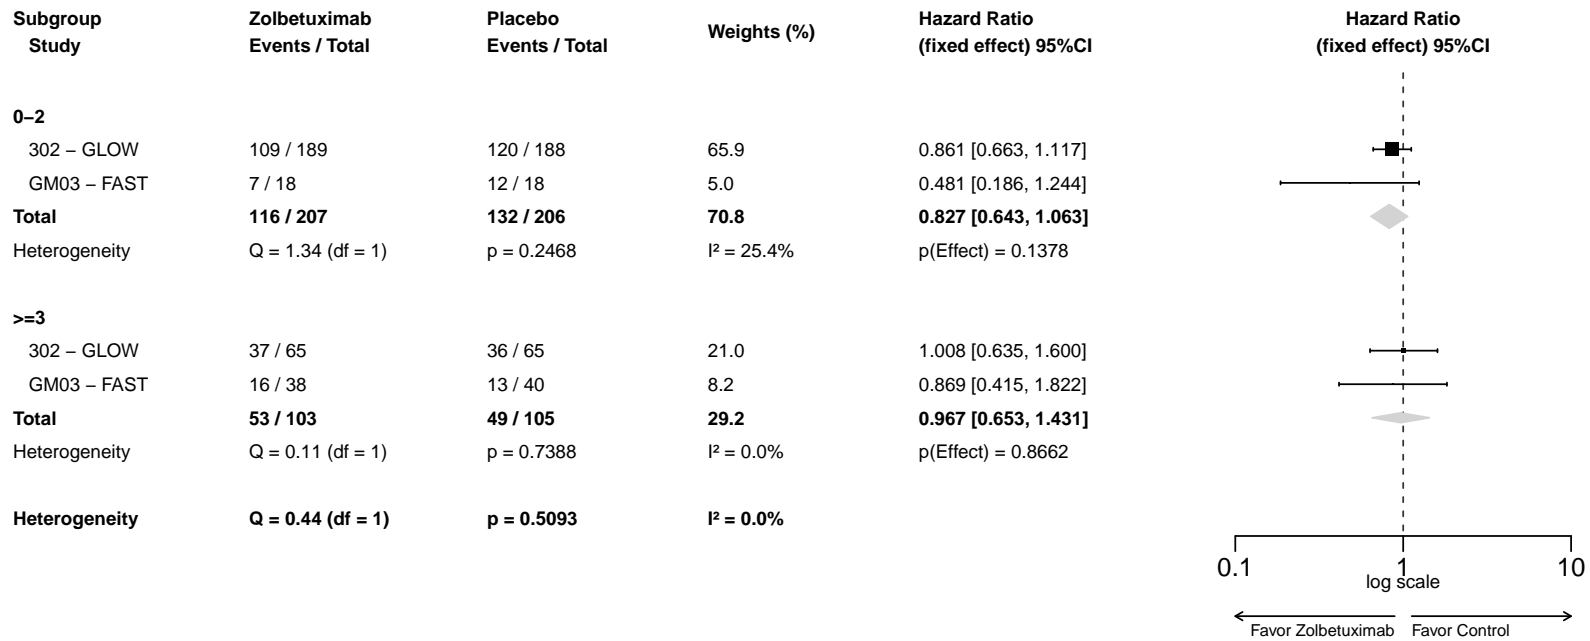 Subgroup Zolbetuximab Placebo Weights (%) Hazard Ratio Hazard Ratio
Study Events / Total Events / Total (fixed effect) 95%CI (fixed effect) 95%CI
0−2
302 − GLOW 109 / 189 120 / 188 65.9 0.861 [0.663, 1.117]
GM03 − FAST 7 / 18 12 / 18 5.0 0.481 [0.186, 1.244]
Total 116 / 207 132 / 206 70.8 0.827 [0.643, 1.063]
Heterogeneity Q = 1.34 (df = 1) p = 0.2468 I² = 25.4% p(Effect) = 0.1378
>=3
302 − GLOW 37 / 65 36 / 65 21.0 1.008 [0.635, 1.600]
GM03 − FAST 16 / 38 13 / 40 8.2 0.869 [0.415, 1.822]
Total 53 / 103 49 / 105 29.2 0.967 [0.653, 1.431]
Heterogeneity Q = 0.11 (df = 1) p = 0.7388 I² = 0.0% p(Effect) = 0.8662
Heterogeneity Q = 0.44 (df = 1) p = 0.5093 I² = 0.0%
0.1 1 10
log scale
Favor Zolbetuximab Favor Control